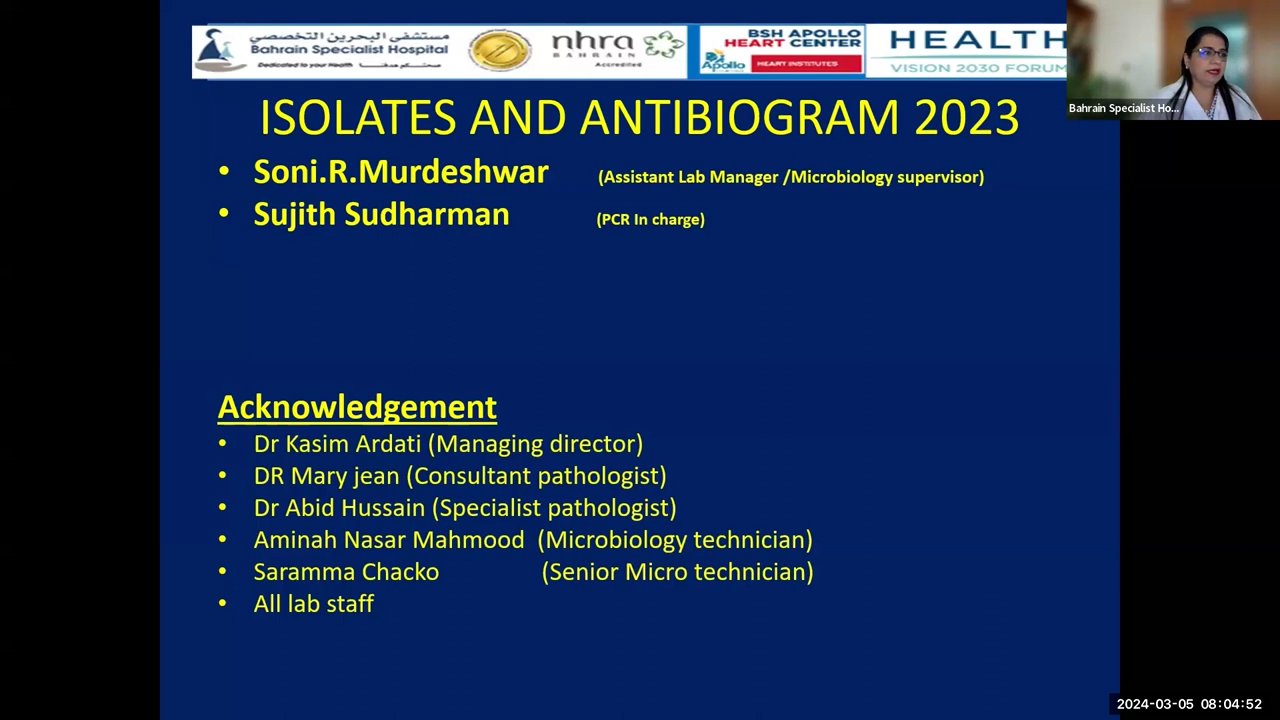 مستشفى البحرين التخصصي
Bahrain Specialist Hospital
Dedicated to your Health
nhra
BAHRAIN
Accredited
BSH APOLLO
HEART CENTER
Apollo
HEART INSTITUTES
HEALTH
VISION 2030 FORUM
Bahrain Specialist Ho...
ISOLATES AND ANTIBIOGRAM 2023
• Soni.R.Murdeshwar (Assistant Lab Manager /Microbiology supervisor)
• Sujith Sudharman (PCR In charge)
Acknowledgement
• Dr Kasim Ardati (Managing director)
• DR Mary jean (Consultant pathologist)
• Dr Abid Hussain (Specialist pathologist)
• Aminah Nasar Mahmood (Microbiology technician)
• Saramma Chacko (Senior Micro technician)
• All lab staff
2024-03-05 08:04:52